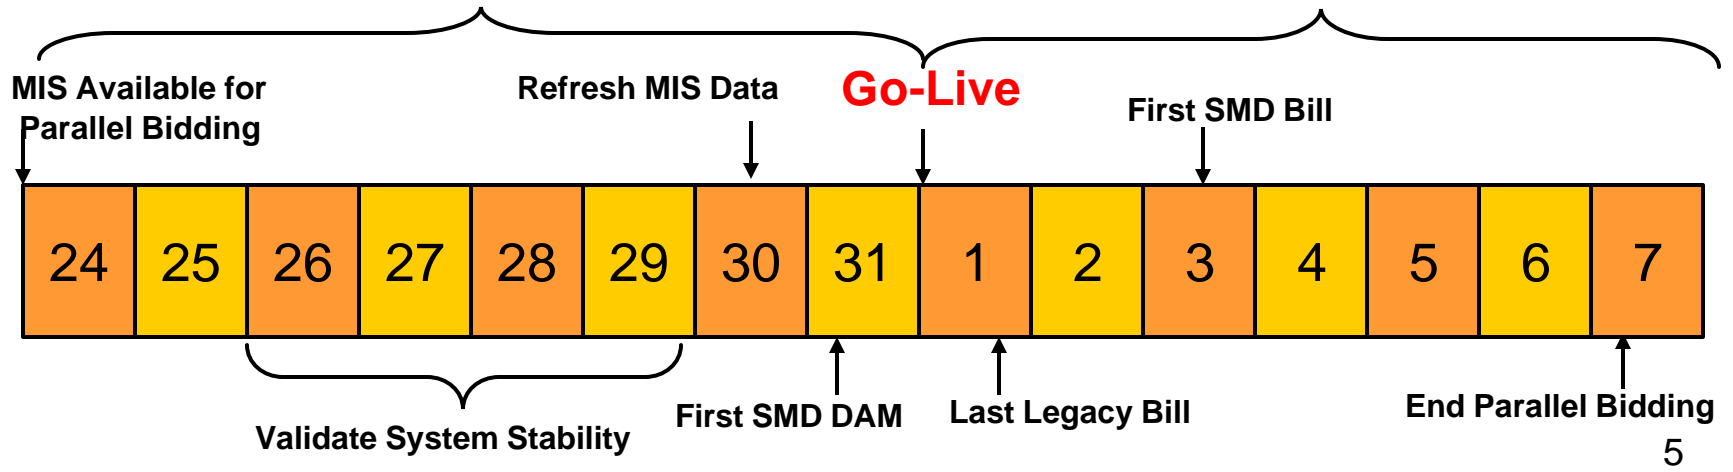 MIS Available for
Parallel Bidding
Refresh MIS Data
Go-Live
First SMD Bill
24 25 26 27 28 29 30 31 1 2 3 4 5 6 7
Validate System Stability
First SMD DAM
Last Legacy Bill
End Parallel Bidding
5